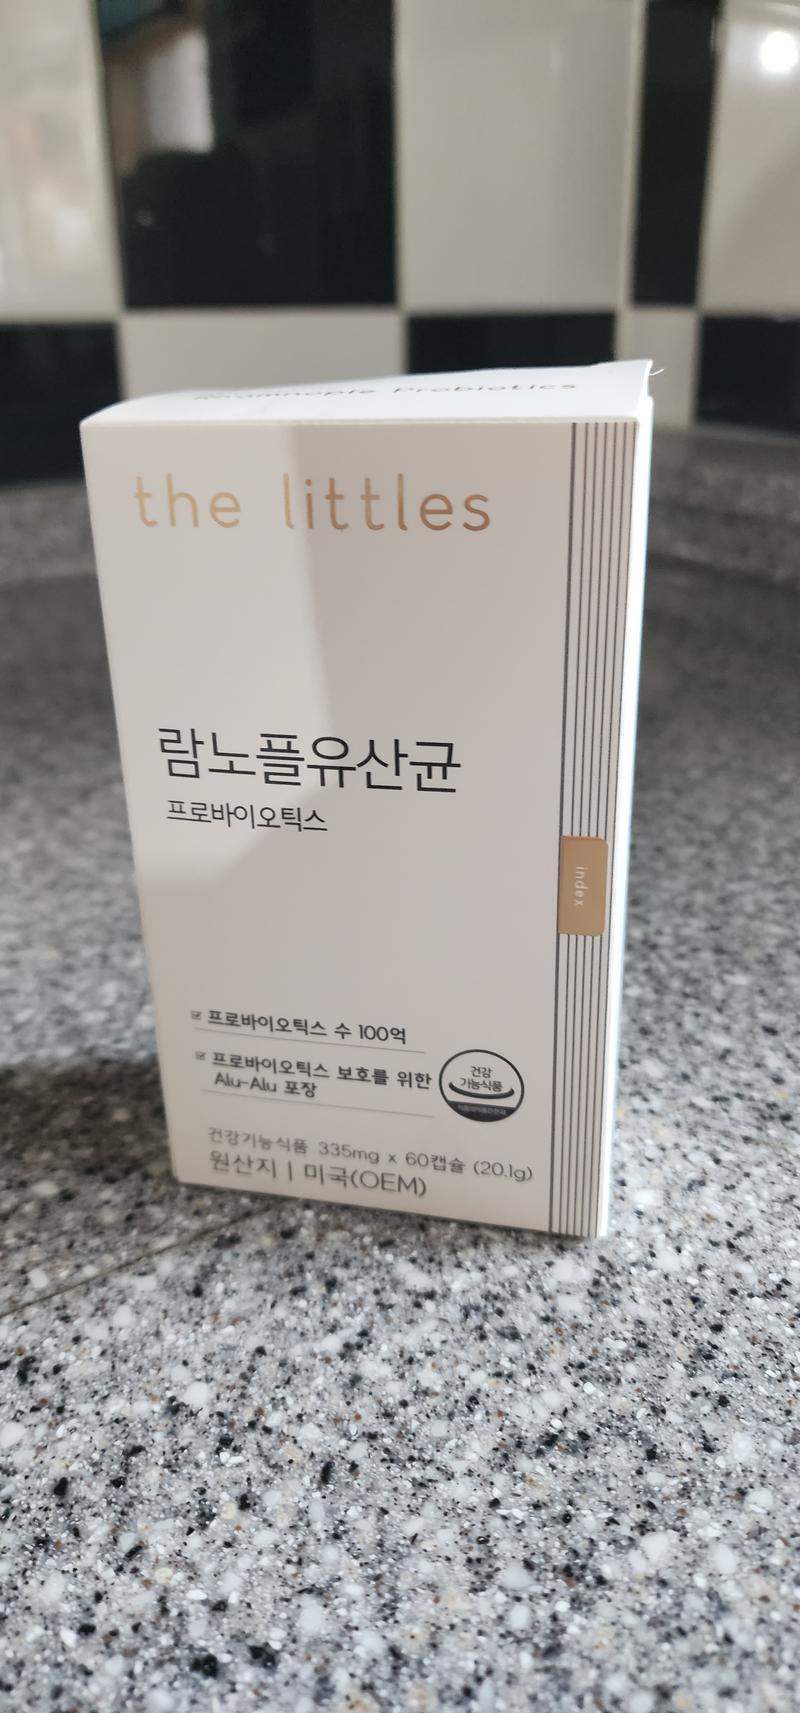 Probiotics
the littles
람노플유산균
프로바이오틱스
index
프로바이오틱스 수 100억
프로바이오틱스 보호를 위한
Alu-Alu 포장
건강
기능식품
건강기능식품 335mg x 60캡슐 (20.1g)
원산지 | 미국(OEM)